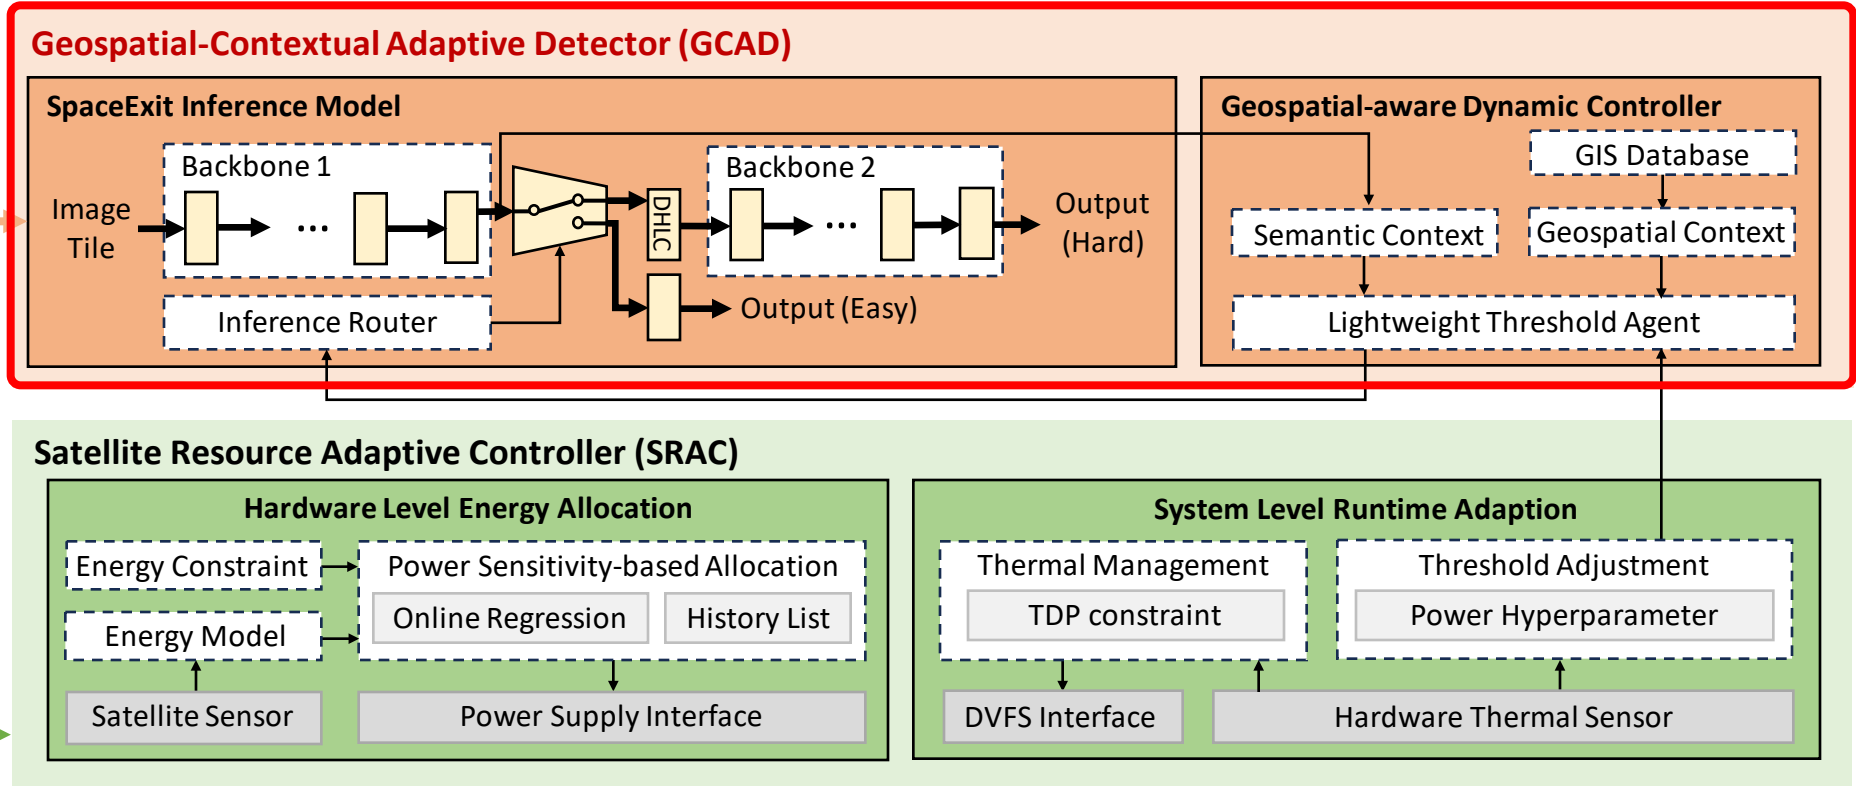 Geospatial-Contextual Adaptive Detector (GCAD)
SpaceExit Inference Model
Backbone 1
Image
Tile
...
DHLC
Backbone 2
...
Output
(Hard)
Output (Easy)
Inference Router
Geospatial-aware Dynamic Controller
GIS Database
Semantic Context
Geospatial Context
Lightweight Threshold Agent
Satellite Resource Adaptive Controller (SRAC)
Hardware Level Energy Allocation
Energy Constraint
Energy Model
Power Sensitivity-based Allocation
Online Regression
History List
Satellite Sensor
Power Supply Interface
System Level Runtime Adaption
Thermal Management
TDP constraint
Threshold Adjustment
Power Hyperparameter
DVFS Interface
Hardware Thermal Sensor